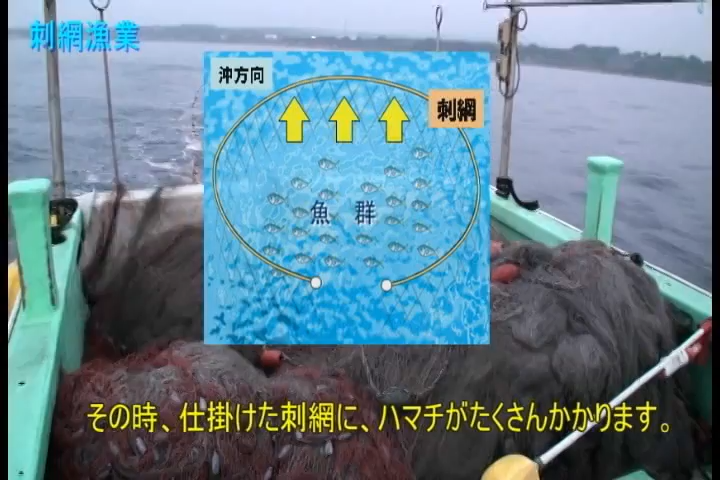 刺網漁業
沖方向
刺網
魚群
その時、仕掛けた刺網に、ハマチがたくさんかかります。